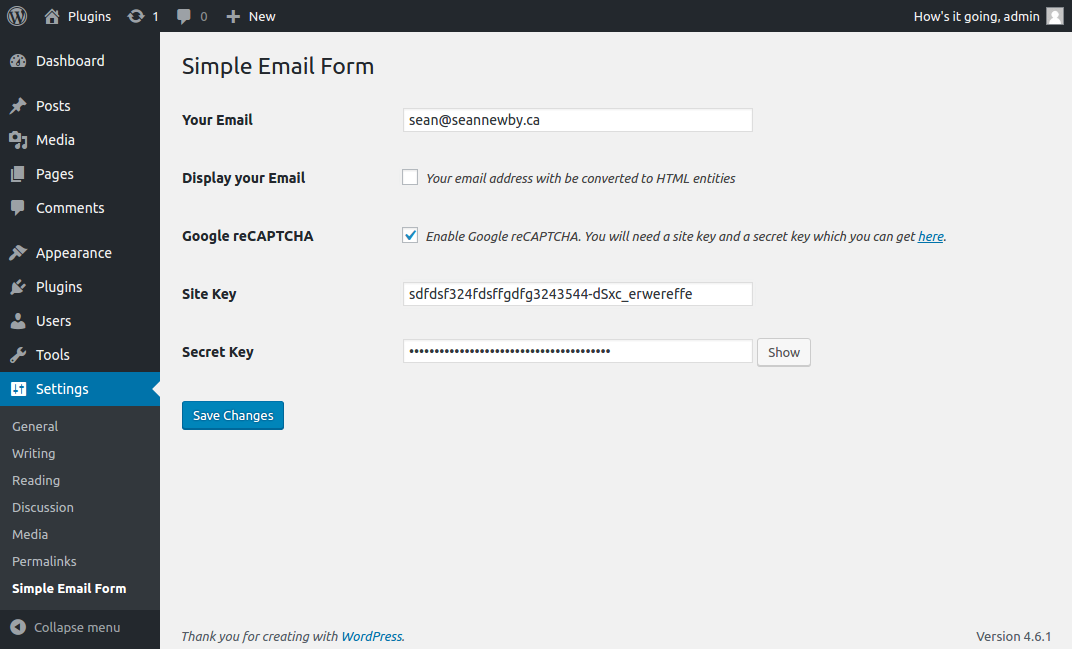 Plugins 1 0 New How's it going, admin
Dashboard
Posts
Media
Pages
Comments
Appearance
Plugins
Users
Tools
Settings
General
Writing
Reading
Discussion
Media
Permalinks
Simple Email Form
Collapse menu
Simple Email Form
Your Email sean@seannewby.ca
Display your Email Your email address with be converted to HTML entities
Google reCAPTCHA Enable Google reCAPTCHA. You will need a site key and a secret key which you can get here.
Site Key sdfdsf324fdsffgdfg3243544-dSxc_erwereffe
Secret Key •••••••••••••••••••••••••••••••••••••••• Show
Save Changes
Thank you for creating with WordPress. Version 4.6.1